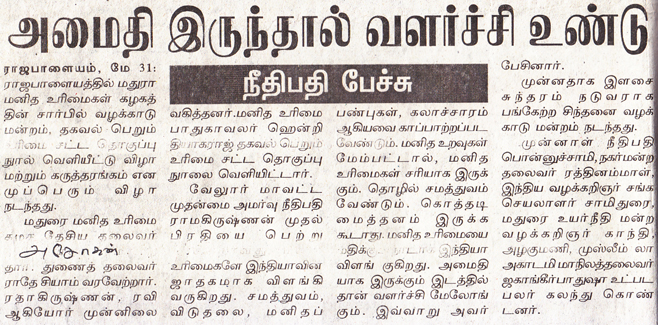 அமைதி இருந்தால் வளர்ச்சி உண்டு
நீதிபதி பேச்சு
ராஜபாளையம், மே 31:
ராஜபாளையத்தில் மதுரா
மனித உரிமைகள் கழகத்
தின் சார்பில் வழக்காடு
மன்றம், தகவல் பெறும்
உரிமை சட்ட தொகுப்பு
நூல் வெளியீட்டு விழா
மற்றும் கருத்தரங்கம் என
முப்பெரும் விழா
நடந்தது.
மதுரை மனித உரிமை
தேசிய தலைவர்
அசோகன்
துணைத் தலைவர்
ராதேசியாம் வரவேற்றார்.
ரதாகிருஷ்ணன், ரவி
ஆகியோர் முன்னிலை
வகித்தனர்.மனித உரிமை
பாதுகாவலர் ஹென்றி
தியாகராஜ் தகவல் பெறும்
உரிமை சட்ட தொகுப்பு
நூலை வெளியிட்டார்.
வேலூர் மாவட்ட
முதன்மை அமர்வு நீதிபதி
ராமகிருஷ்ணன் முதல்
பிரதியை பெற்று
உரிமைகளே இந்தியாவின
ஜாதகமாக விளங்கி
வருகிறது. சமத்துவம்,
விடுதலை, மனிதப்
பண்புகள், கலாச்சாரம்
ஆகியவை காப்பாற்றப்பட
வேண்டும். மனித உறவுகள்
மேம்பட்டால், மனித
உரிமைகள் சரியாக இருக்
கும். தொழில் சமத்துவம்
வேண்டும். கொத்தடி
மைத்தனம் இருக்க
கூடாது. மனித உரிமையை
இந்தியா
விளங் குகிறது. அமைதி
யாக இருக்கும் இடத்தில்
தான் வளர்ச்சி மேலோங்
கும். இவ்வாறு அவர்
பேசினார்.
முன்னதாக இளசை
சுந்தரம் நடுவராக
பங்கேற்ற சிந்தனை வழக்
காடு மன்றம் நடந்தது.
முன்னாள் நீதிபதி
பொன்னுச்சாமி,நகர்மன்ற
தலைவர் ரத்தினம்மாள்,
இந்திய வழக்கறிஞர் சங்க
செயலாளர் சாமிதுரை,
மதுரை உயர்நீதி மன்ற
வழக்கறிஞர் காந்தி,
அழகுமணி, முஸ்லீம் லா
அகாடமி மாநிலத்தலைவர்
ஜகாங்கீர்பாதுஷா உட்பட
பலர் கலந்து கொண்
டனர்.